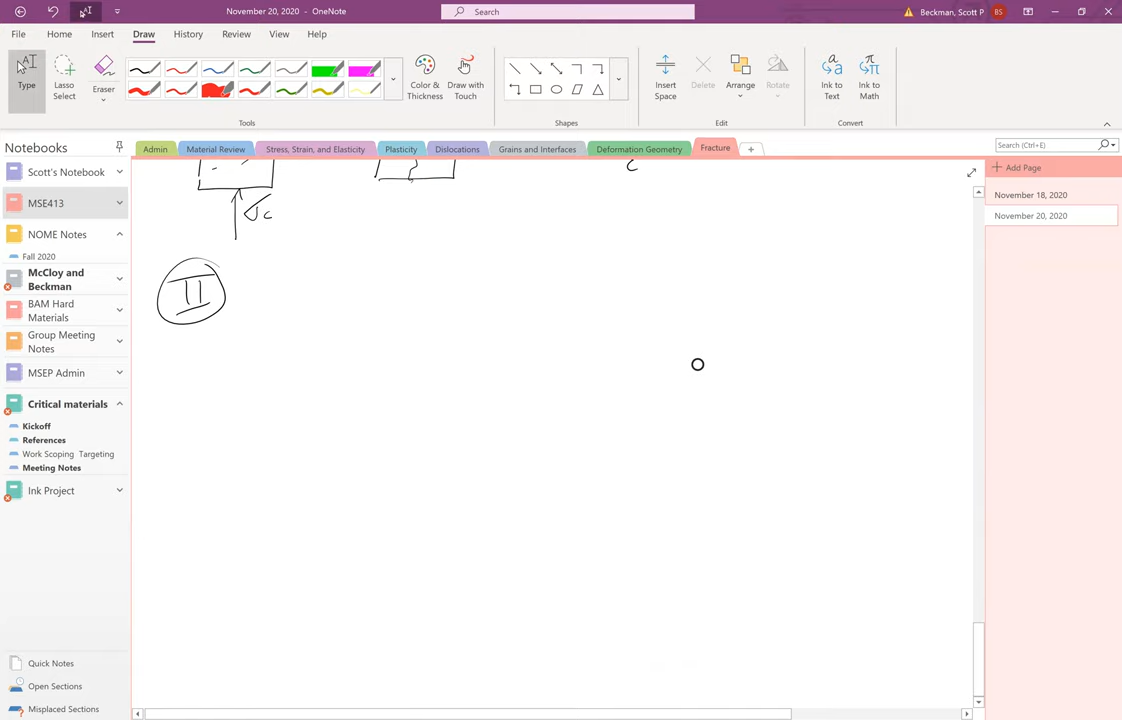 November 20, 2020 - OneNote
Search
Beckman, Scott P
BS
File
Home
Insert
Draw
History
Review
View
Help
Type
Lasso Select
Eraser
Color & Thickness
Draw with Touch
Insert Space
Delete
Arrange
Rotate
Ink to Text
Ink to Math
Tools
Shapes
Edit
Convert
Notebooks
Admin
Material Review
Stress, Strain, and Elasticity
Plasticity
Dislocations
Grains and Interfaces
Deformation Geometry
Fracture
Search (Ctrl+E)
Scott's Notebook
MSE413
NOME Notes
Fall 2020
McCloy and Beckman
BAM Hard Materials
Group Meeting Notes
MSEP Admin
Critical materials
Kickoff
References
Work Scoping Targeting
Meeting Notes
Ink Project
Quick Notes
Open Sections
Misplaced Sections
Add Page
November 18, 2020
November 20, 2020
σc
II